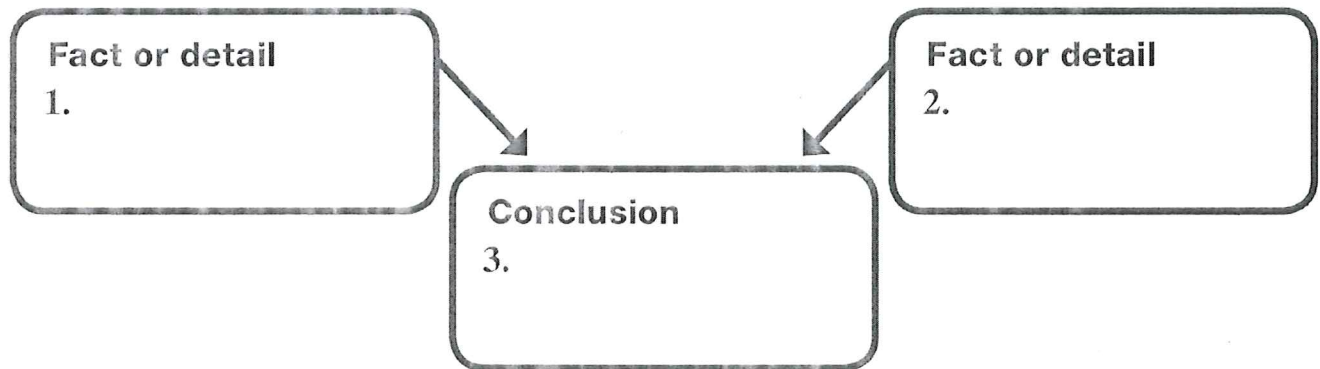 Fact or detail
1.
Fact or detail
2.
Conclusion
3.